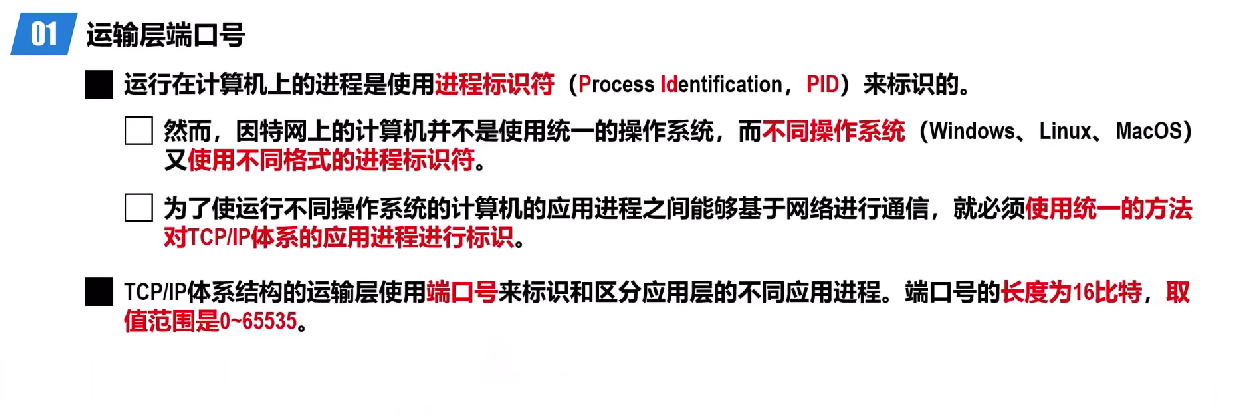 01 运输层端口号
运行在计算机上的进程是使用进程标识符（Process Identification，PID）来标识的。
然而，因特网上的计算机并不是使用统一的操作系统，而不同操作系统（Windows、Linux、MacOS）
又使用不同格式的进程标识符。
为了使运行不同操作系统的计算机的应用进程之间能够基于网络进行通信，就必须使用统一的方法
对TCP/IP体系的应用进程进行标识。
TCP/IP体系结构的运输层使用端口号来标识和区分应用层的不同应用进程。端口号的长度为16比特，取
值范围是0~65535。